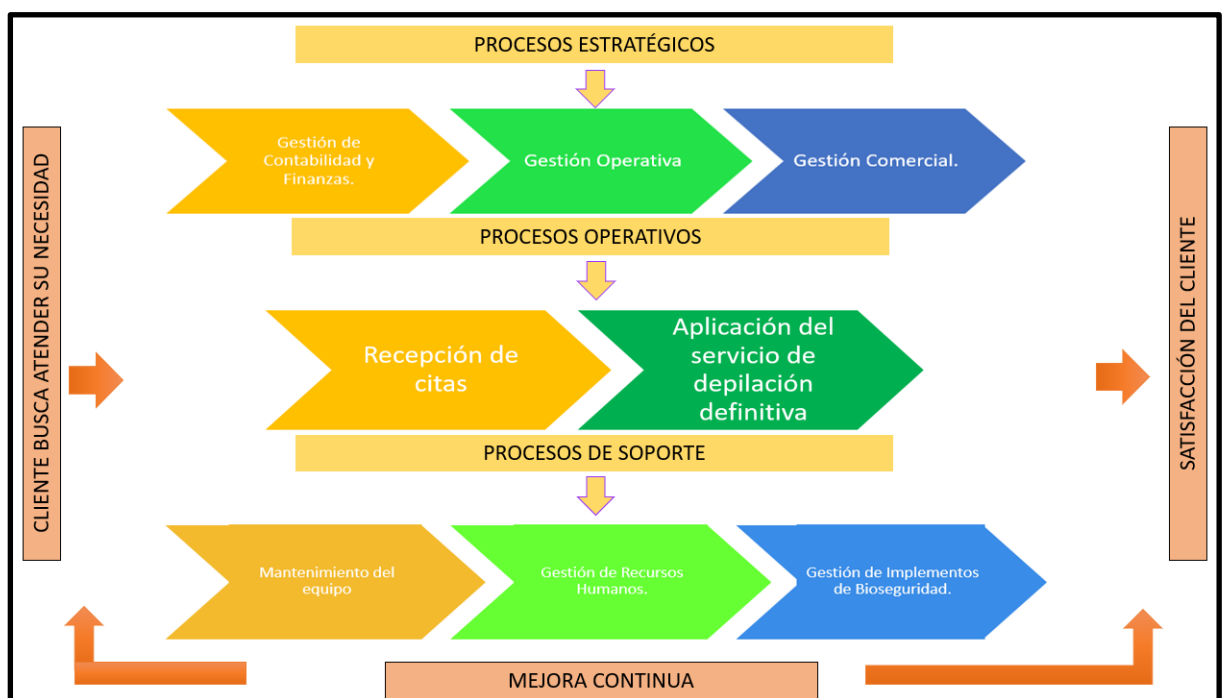 PROCESOS ESTRATÉGICOS
Gestión de
Contabilidad y
Finanzas.
Gestión Operativa
Gestión Comercial.
CLIENTE BUSCA ATENDER SU NECESIDAD
PROCESOS OPERATIVOS
Recepción de
citas
Aplicación del
servicio de
depilación
definitiva
SATISFACCIÓN DEL CLIENTE
PROCESOS DE SOPORTE
Mantenimiento del
equipo
Gestión de Recursos
Humanos.
Gestión de Implementos
de Bioseguridad.
MEJORA CONTINUA